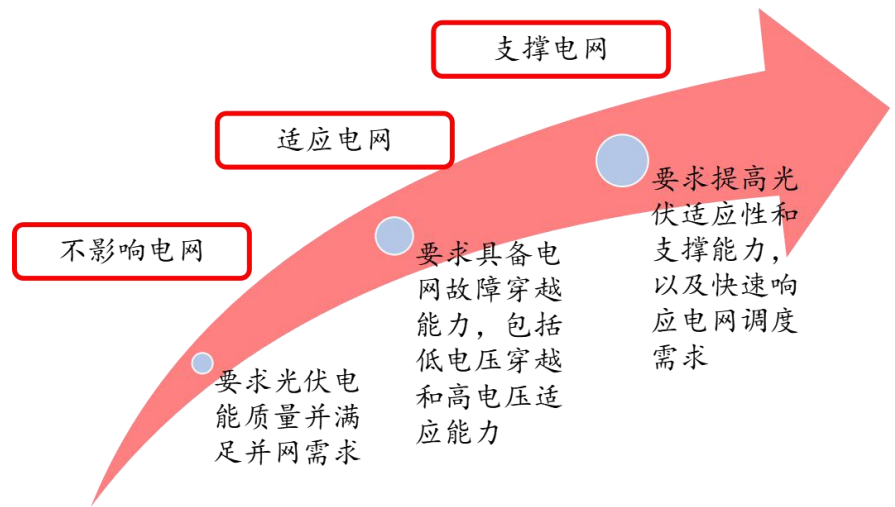 支撑电网
适应电网
不影响电网
要求提高光
伏适应性和
支撑能力，
以及快速响
应电网调度
需求
要求具备电
网故障穿越
能力，包括
低电压穿越
和高电压适
应能力
要求光伏电
能质量并满
足并网需求